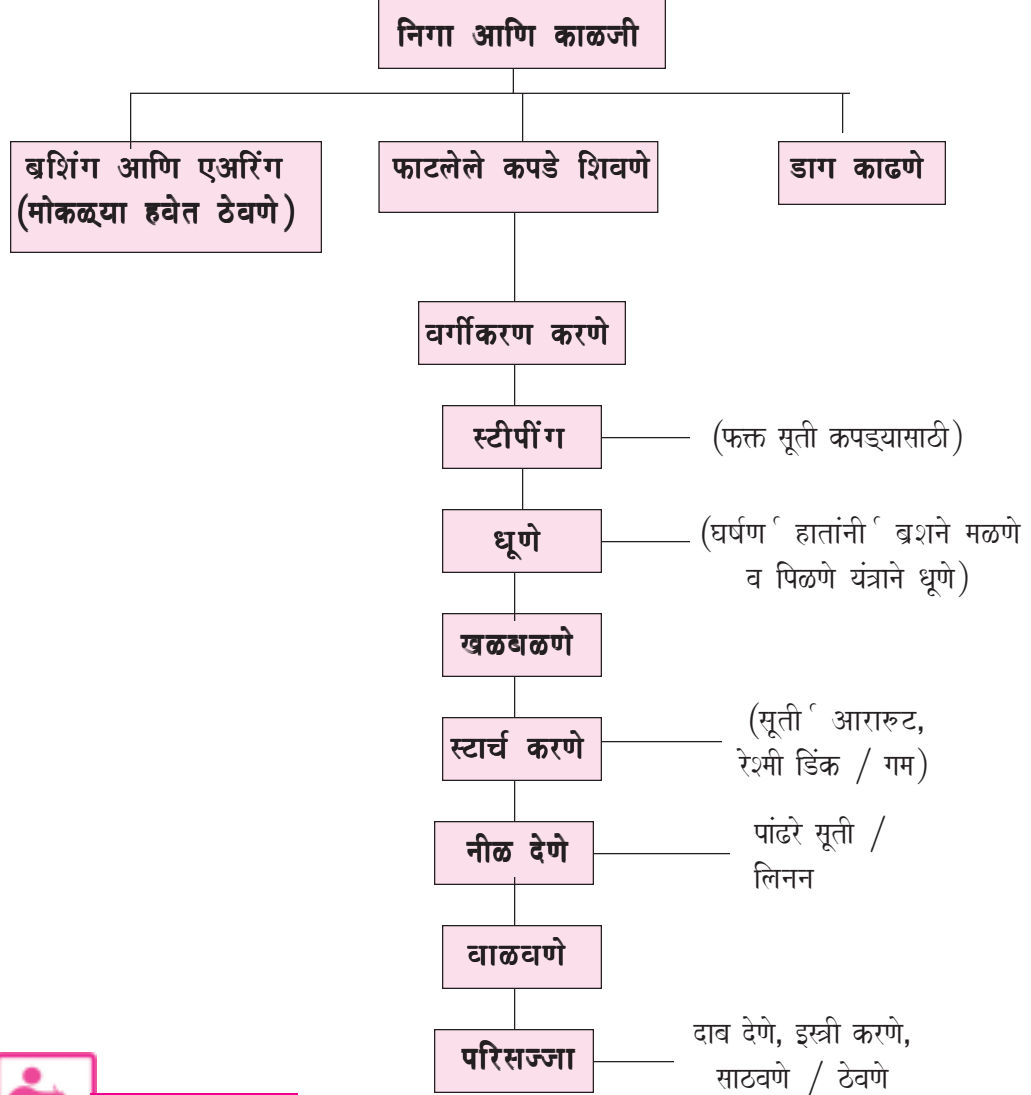 निगा आणि काळजी
ब्रशिंग आणि एअरिंग
(मोकळ्या हवेत ठेवणे)
फाटलेले कपडे शिवणे
डाग काढणे
वर्गीकरण करणे
स्टीपींग
(फक्त सूती कपड्यासाठी)
धूणे
(घर्षण र्‍ हातांनी र्‍ ब्रशने मळणे
व पिळणे यंत्राने धूणे)
खळबळणे
स्टार्च करणे
(सूती र्‍ आरारुट,
रेश्मी डिंक / गम)
नीळ देणे
पांढरे सूती /
लिनन
वाळवणे
परिसज्जा
दाब देणे, इस्त्री करणे,
साठवणे / ठेवणे